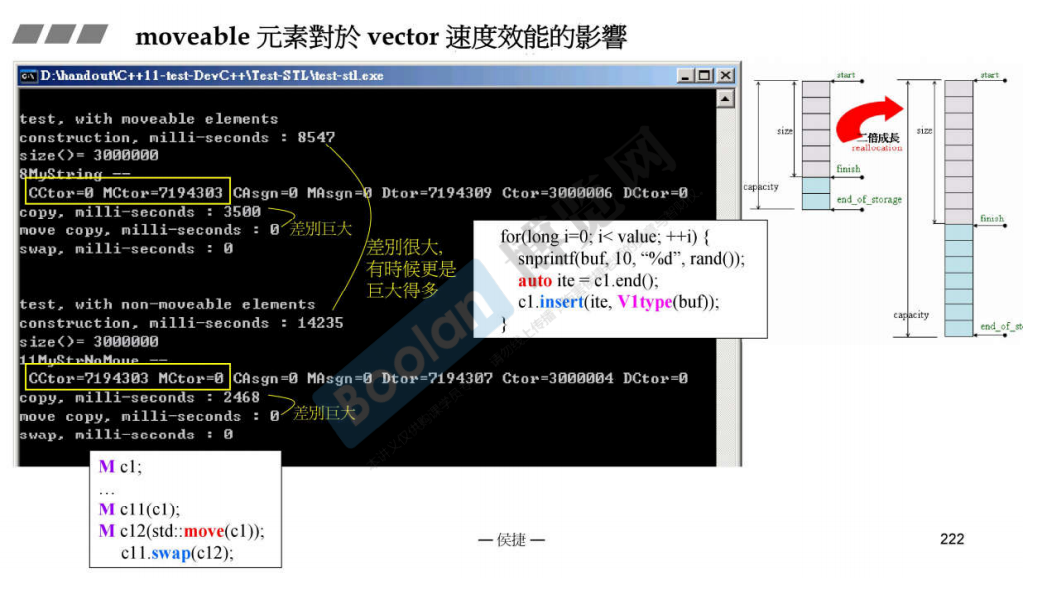 moveable 元素對於 vector 速度效能的影響
D:\handout\C++11-test-DevC++\Test-STL\test-stl.exe
test, with moveable elements
construction, milli-seconds : 8547
size()= 3000000
8MyString --
CCtor=0 MCtor=7194303 CAsgn=0 MAsgn=0 Dtor=7194309 Ctor=3000006 DCtor=0
copy, milli-seconds : 3500
move copy, milli-seconds : 0
差別巨大
swap, milli-seconds : 0
差別很大,
有時候更是
巨大得多
test, with non-moveable elements
construction, milli-seconds : 14235
size()= 3000000
11MyStrNoMove --
CCtor=7194303 MCtor=0 CAsgn=0 MAsgn=0 Dtor=7194307 Ctor=3000004 DCtor=0
copy, milli-seconds : 2468
move copy, milli-seconds : 0
差別巨大
swap, milli-seconds : 0
for(long i=0; i< value; ++i) {
snprintf(buf, 10, “%d”, rand());
auto ite = c1.end();
c1.insert(ite, V1type(buf));
}
start
size
capacity
finish
end_of_storage
二倍成長
reallocation
start
size
finish
capacity
end_of_st
M c1;
…
M c11(c1);
M c12(std::move(c1));
c11.swap(c12);
Boolan 博览网
— 侯捷 —
222